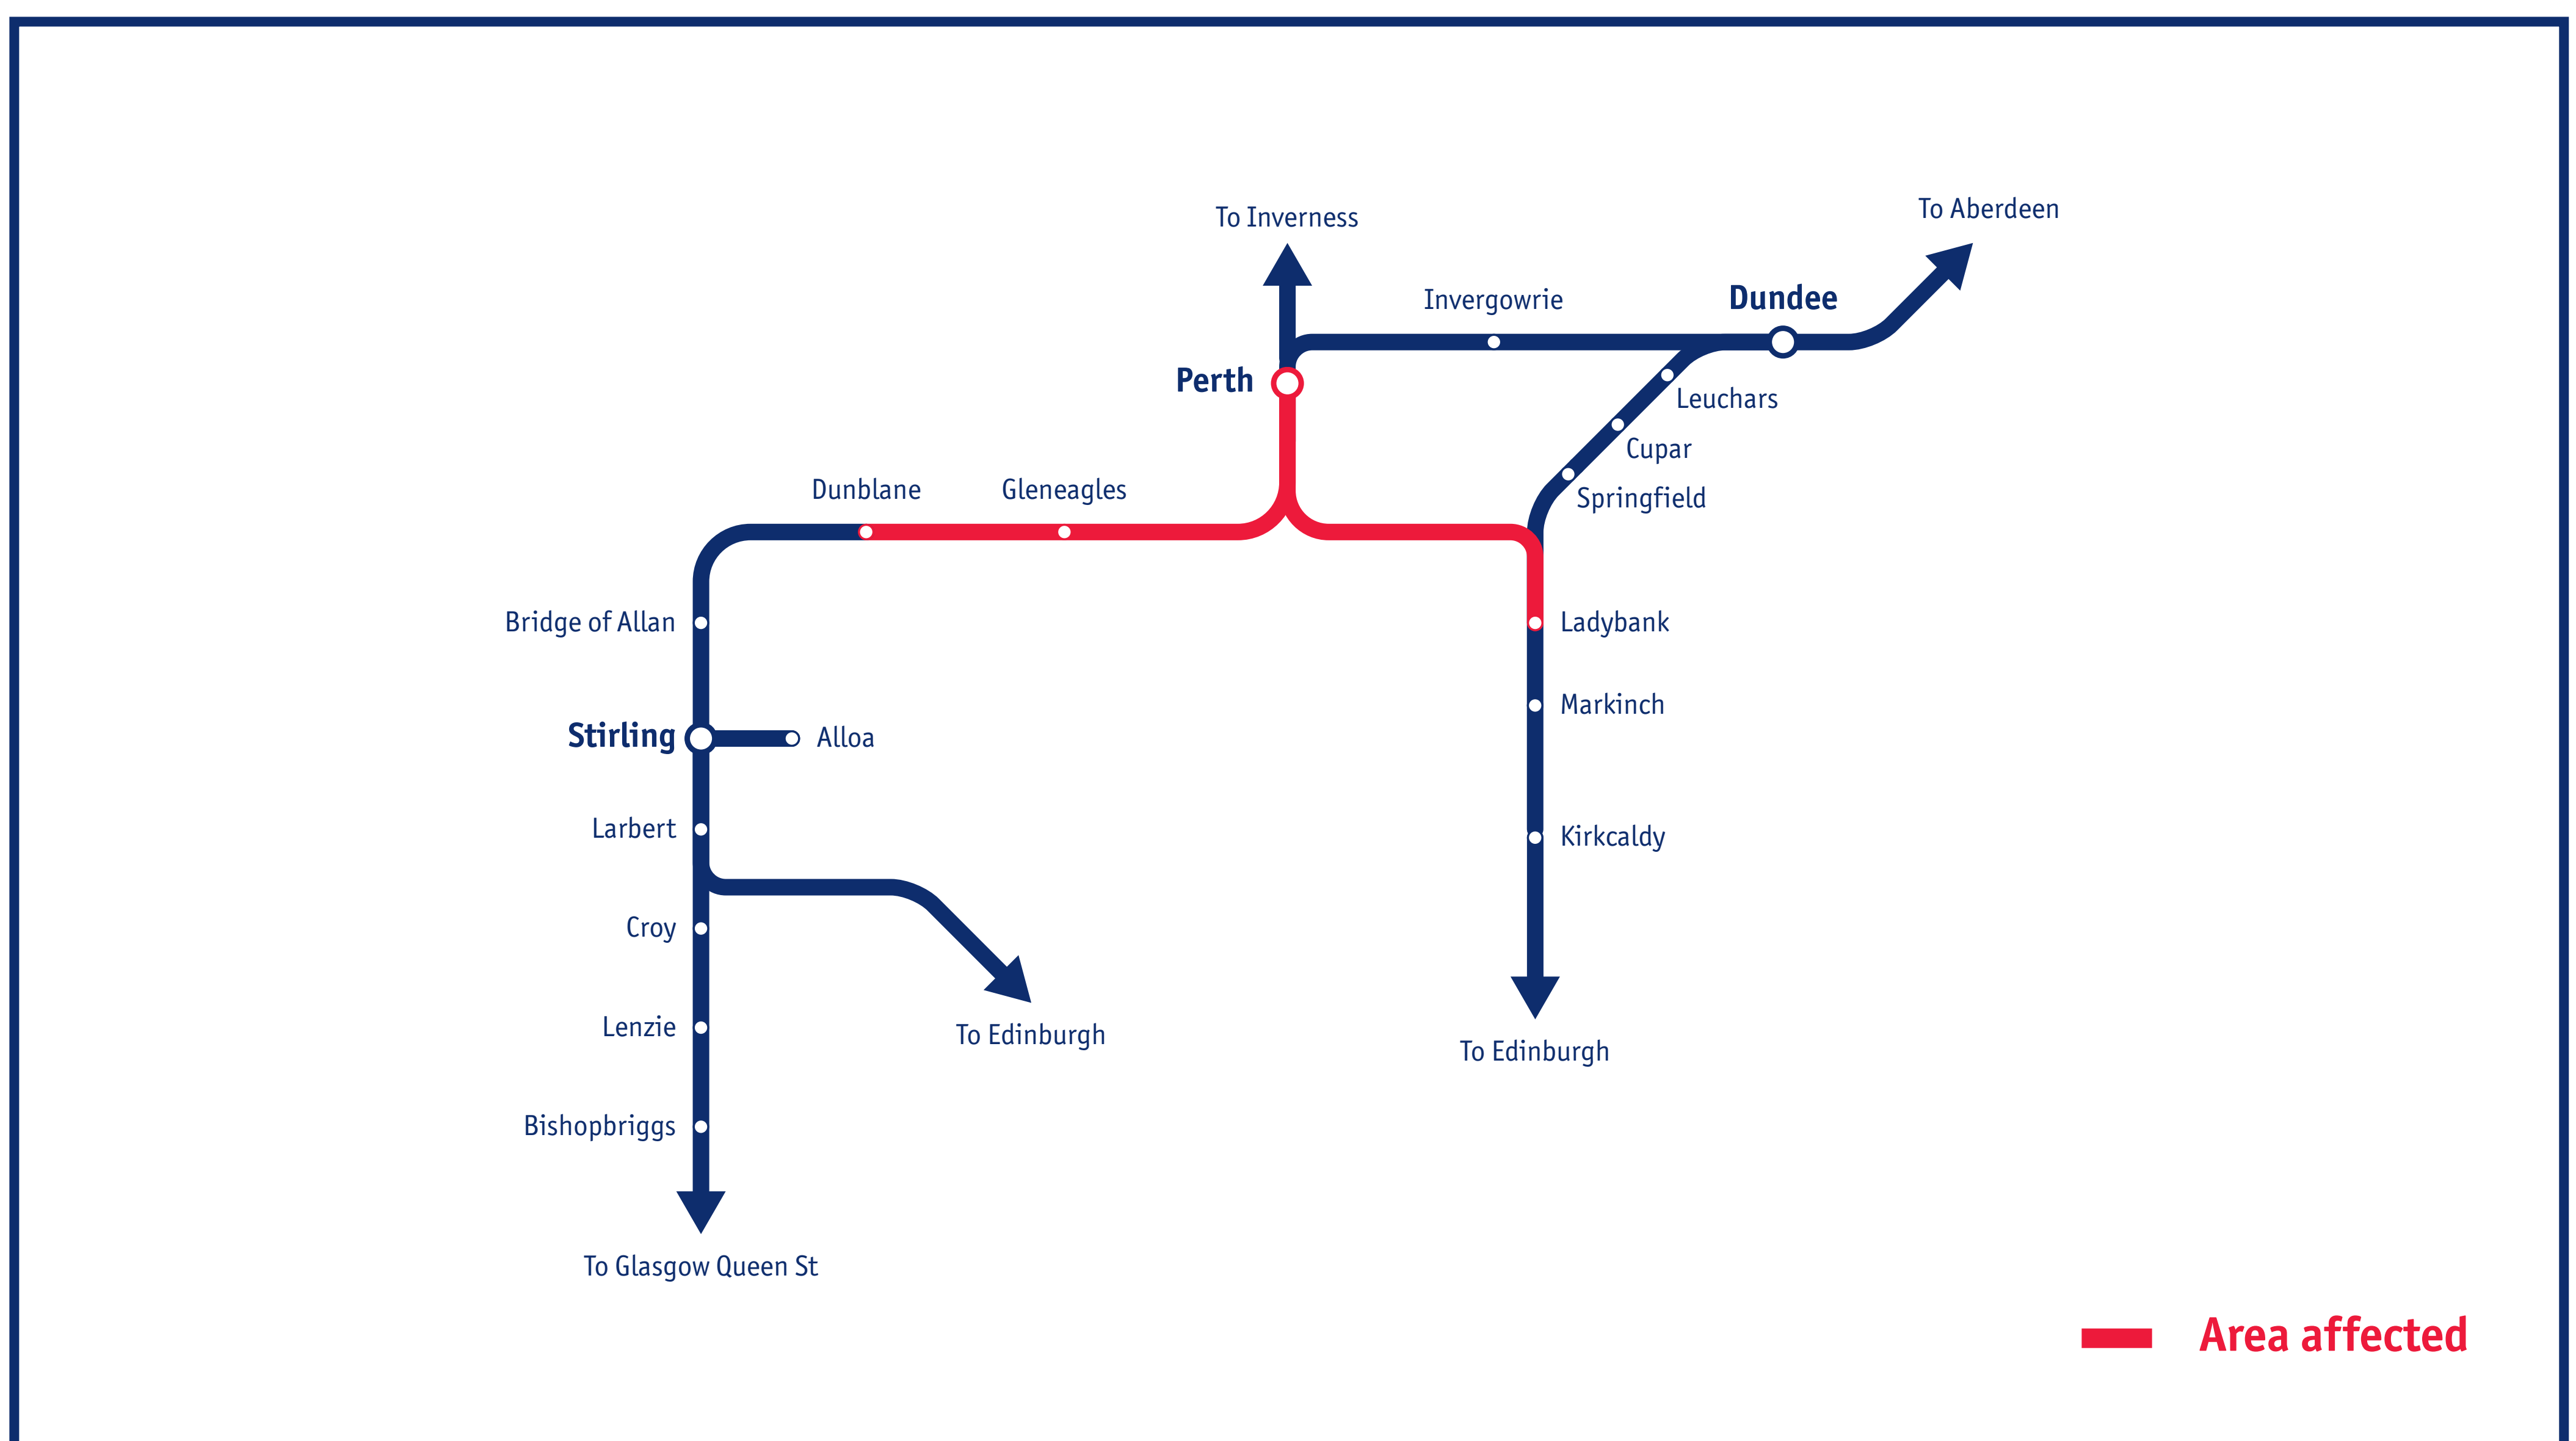 To Aberdeen
To Inverness
Dundee
Invergowrie
Perth
Leuchars
Cupar
Dunblane
Gleneagles
Springfield
Bridge of Allan
Ladybank
Markinch
Stirling
Alloa
Larbert
Kirkcaldy
Croy
Lenzie
To Edinburgh
To Edinburgh
Bishopbriggs
To Glasgow Queen St
Area affected